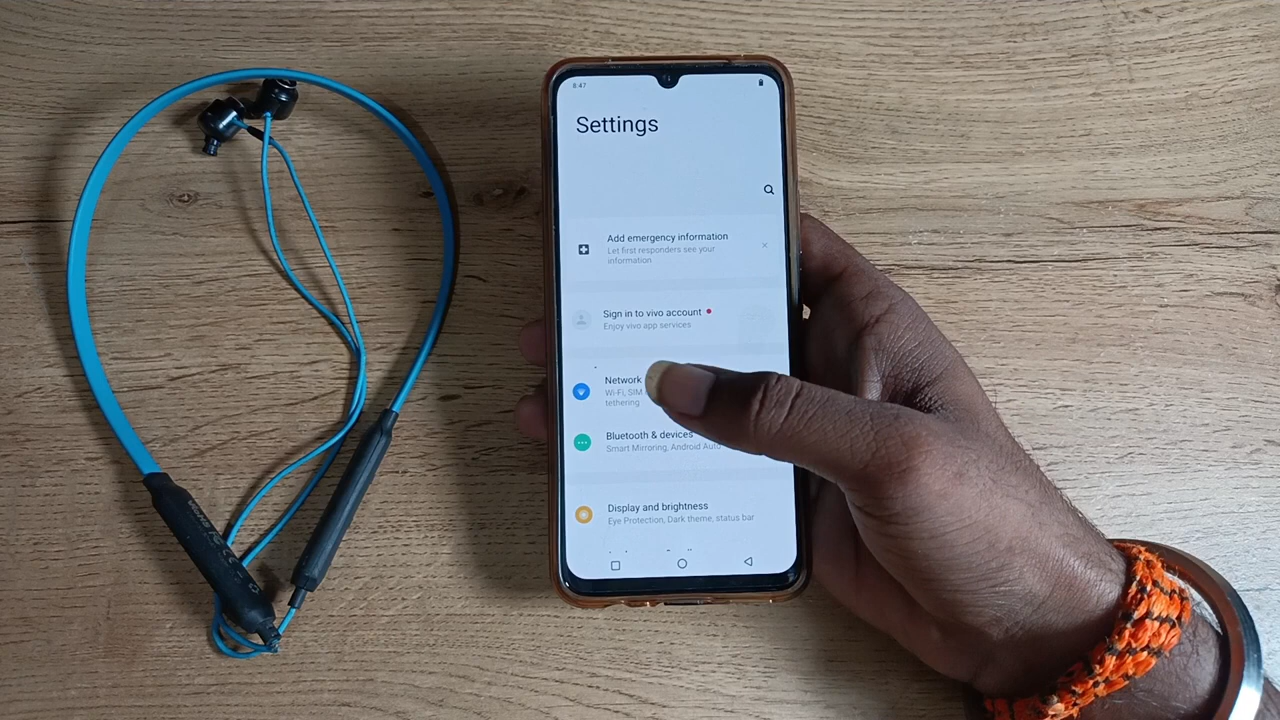 8:47
Settings
Add emergency information
Let first responders see your
information
Sign in to vivo account
Enjoy vivo app services
Network
Wi-Fi, SIM
tethering
Bluetooth & devices
Smart Mirroring, Android Auto
Display and brightness
Eye Protection, Dark theme, status bar